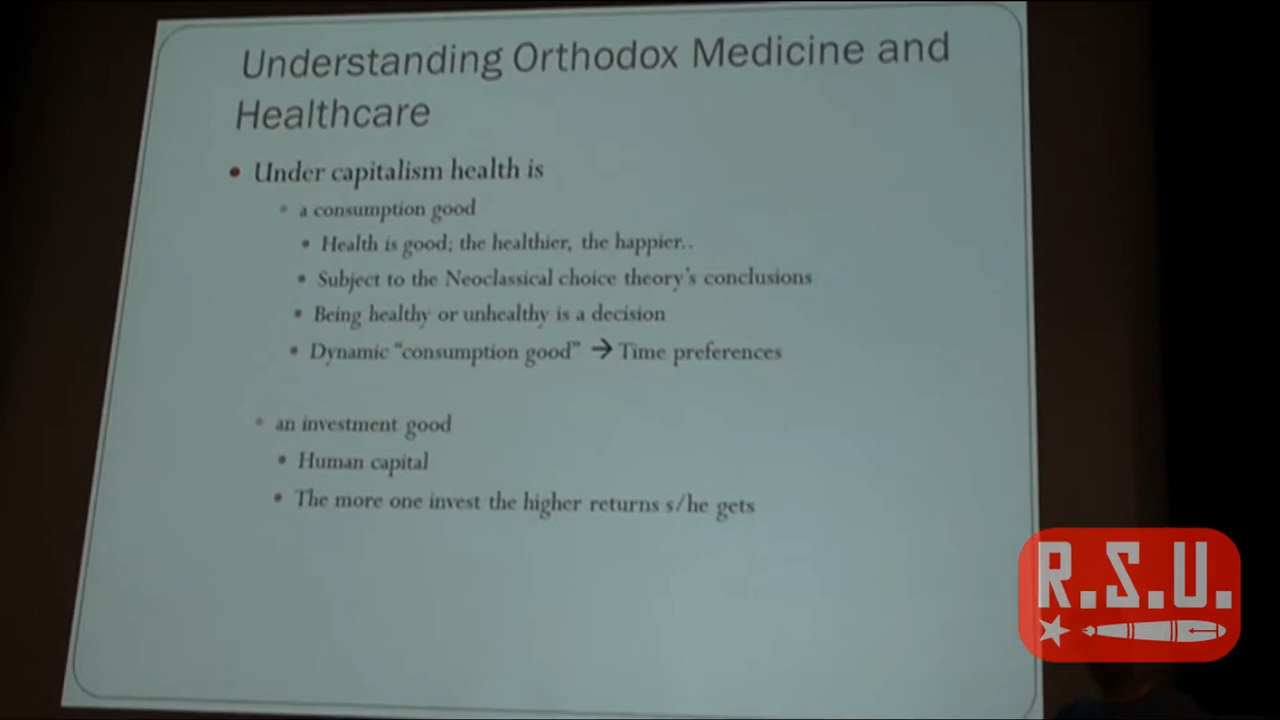 Understanding Orthodox Medicine and
Healthcare
• Under capitalism health is
• a consumption good
• Health is good; the healthier, the happier..
• Subject to the Neoclassical choice theory's conclusions
• Being healthy or unhealthy is a decision
• Dynamic "consumption good" → Time preferences
• an investment good
• Human capital
• The more one invest the higher returns s/he gets
R.S.U.